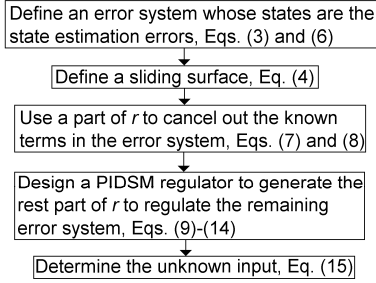 Define an error system whose states are the
state estimation errors, Eqs. (3) and (6)
Define a sliding surface, Eq. (4)
Use a part of r to cancel out the known
terms in the error system, Eqs. (7) and (8)
Design a PIDSM regulator to generate the
rest part of r to regulate the remaining
error system, Eqs. (9)-(14)
Determine the unknown input, Eq. (15)